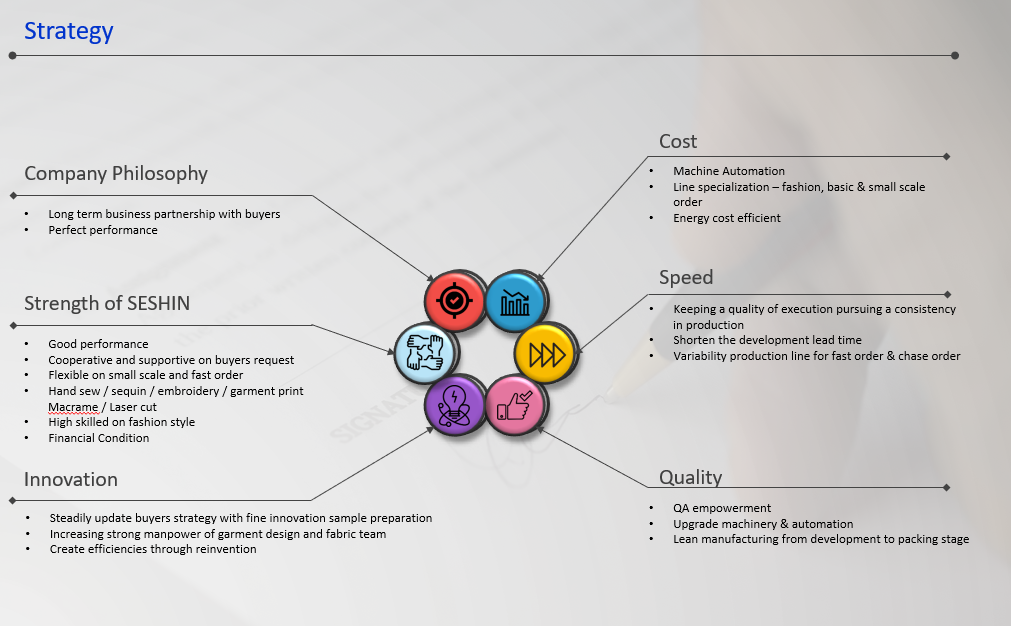 Strategy
Company Philosophy
• Long term business partnership with buyers
• Perfect performance
Strength of SESHIN
• Good performance
• Cooperative and supportive on buyers request
• Flexible on small scale and fast order
• Hand sew / sequin / embroidery / garment print
Macrame / Laser cut
• High skilled on fashion style
• Financial Condition
Innovation
• Steadily update buyers strategy with fine innovation sample preparation
• Increasing strong manpower of garment design and fabric team
• Create efficiencies through reinvention
Cost
• Machine Automation
• Line specialization – fashion, basic & small scale
order
• Energy cost efficient
Speed
• Keeping a quality of execution pursuing a consistency
in production
• Shorten the development lead time
• Variability production line for fast order & chase order
Quality
• QA empowerment
• Upgrade machinery & automation
• Lean manufacturing from development to packing stage